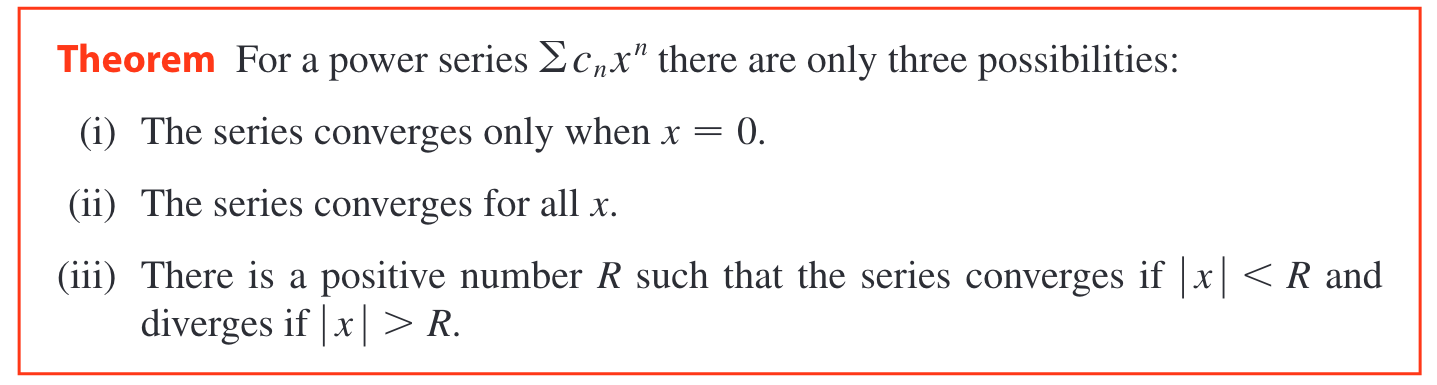 Theorem For a power series Σcₙxⁿ there are only three possibilities:
(i) The series converges only when x = 0.
(ii) The series converges for all x.
(iii) There is a positive number R such that the series converges if |x| < R and
diverges if |x| > R.